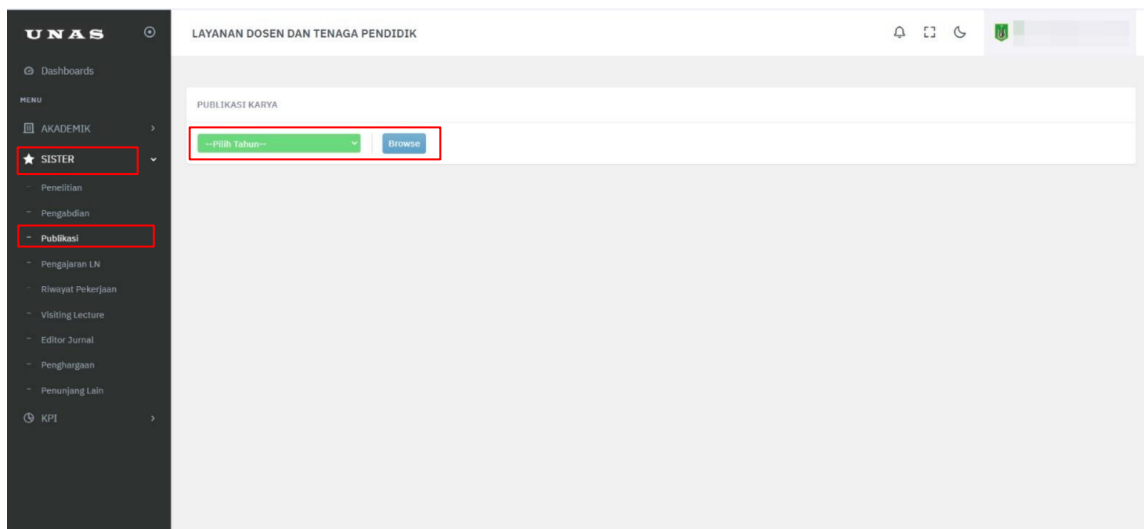 UNAS
LAYANAN DOSEN DAN TENAGA PENDIDIK
Dashboards
MENU
AKADEMIK
SISTER
Penelitian
Pengabdian
Publikasi
Pengajaran LN
Riwayat Pekerjaan
Visiting Lecture
Editor Jurnal
Penghargaan
Penunjang Lain
KPI
PUBLIKASI KARYA
--Pilih Tahun--
Browse